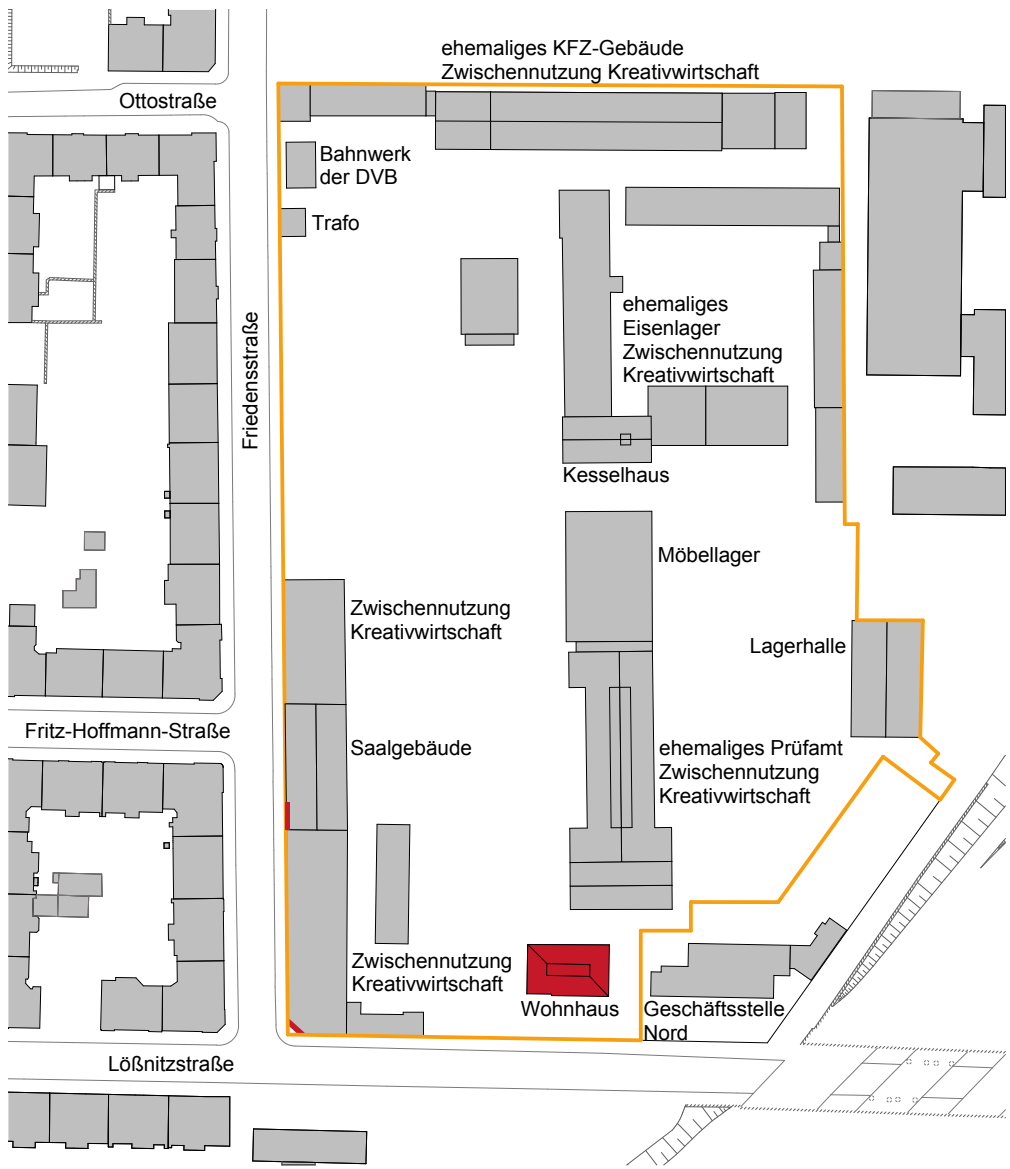 ehemaliges KFZ-Gebäude
Zwischennutzung Kreativwirtschaft
Ottostraße
Bahnwerk
der DVB
Trafo
Friedensstraße
ehemaliges
Eisenlager
Zwischennutzung
Kreativwirtschaft
Kesselhaus
Möbellager
Zwischennutzung
Kreativwirtschaft
Lagerhalle
Fritz-Hoffmann-Straße
Saalgebäude
ehemaliges Prüfamt
Zwischennutzung
Kreativwirtschaft
Zwischennutzung
Kreativwirtschaft
Wohnhaus
Geschäftsstelle
Nord
Lößnitzstraße